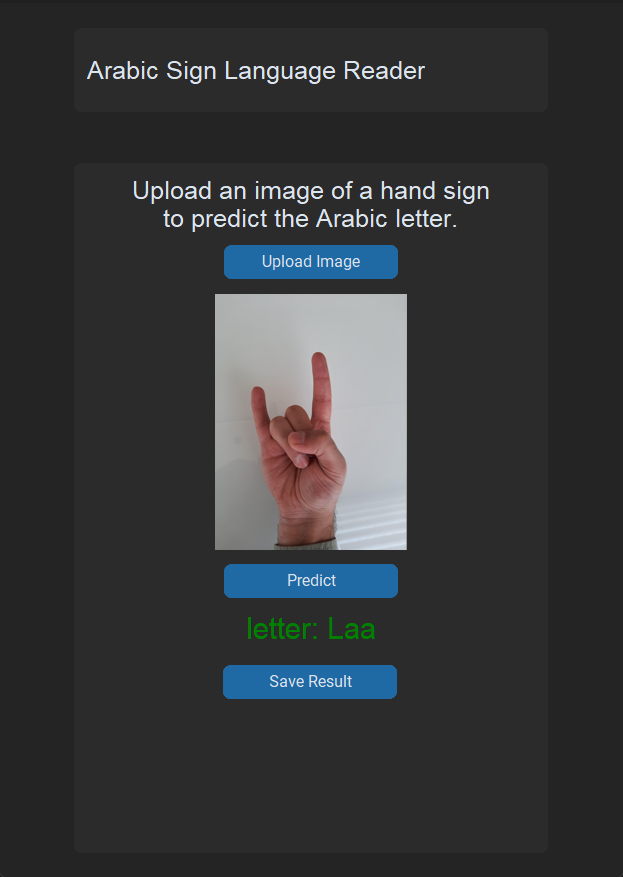 Arabic Sign Language Reader
Upload an image of a hand sign
to predict the Arabic letter.
Upload Image
Predict
letter: Laa
Save Result